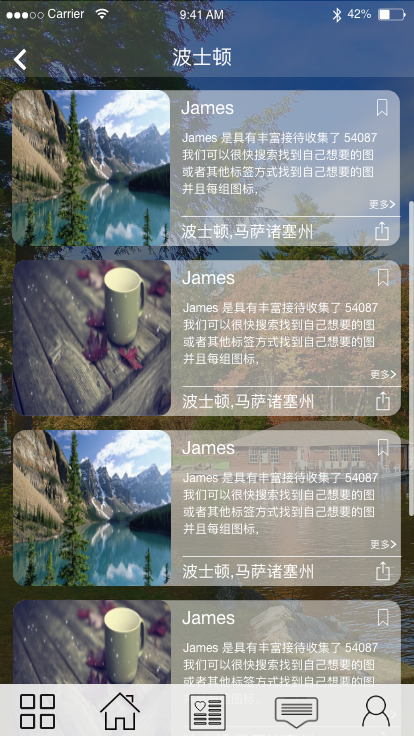 Carrier 9:41 AM 42%
波士顿
James
James 是具有丰富接待收集了 54087
我们可以很快搜索找到自己想要的图
或者其他标签方式找到自己想要的图
并且每组图标,
更多
波士顿,马萨诸塞州
James
James 是具有丰富接待收集了 54087
我们可以很快搜索找到自己想要的图
或者其他标签方式找到自己想要的图
并且每组图标,
更多
波士顿,马萨诸塞州
James
James 是具有丰富接待收集了 54087
我们可以很快搜索找到自己想要的图
或者其他标签方式找到自己想要的图
并且每组图标,
更多
波士顿,马萨诸塞州
James
James 是具有丰富接待收集了 54087
我们可以很快搜索找到自己想要的图
或者其他标签方式找到自己想要的图